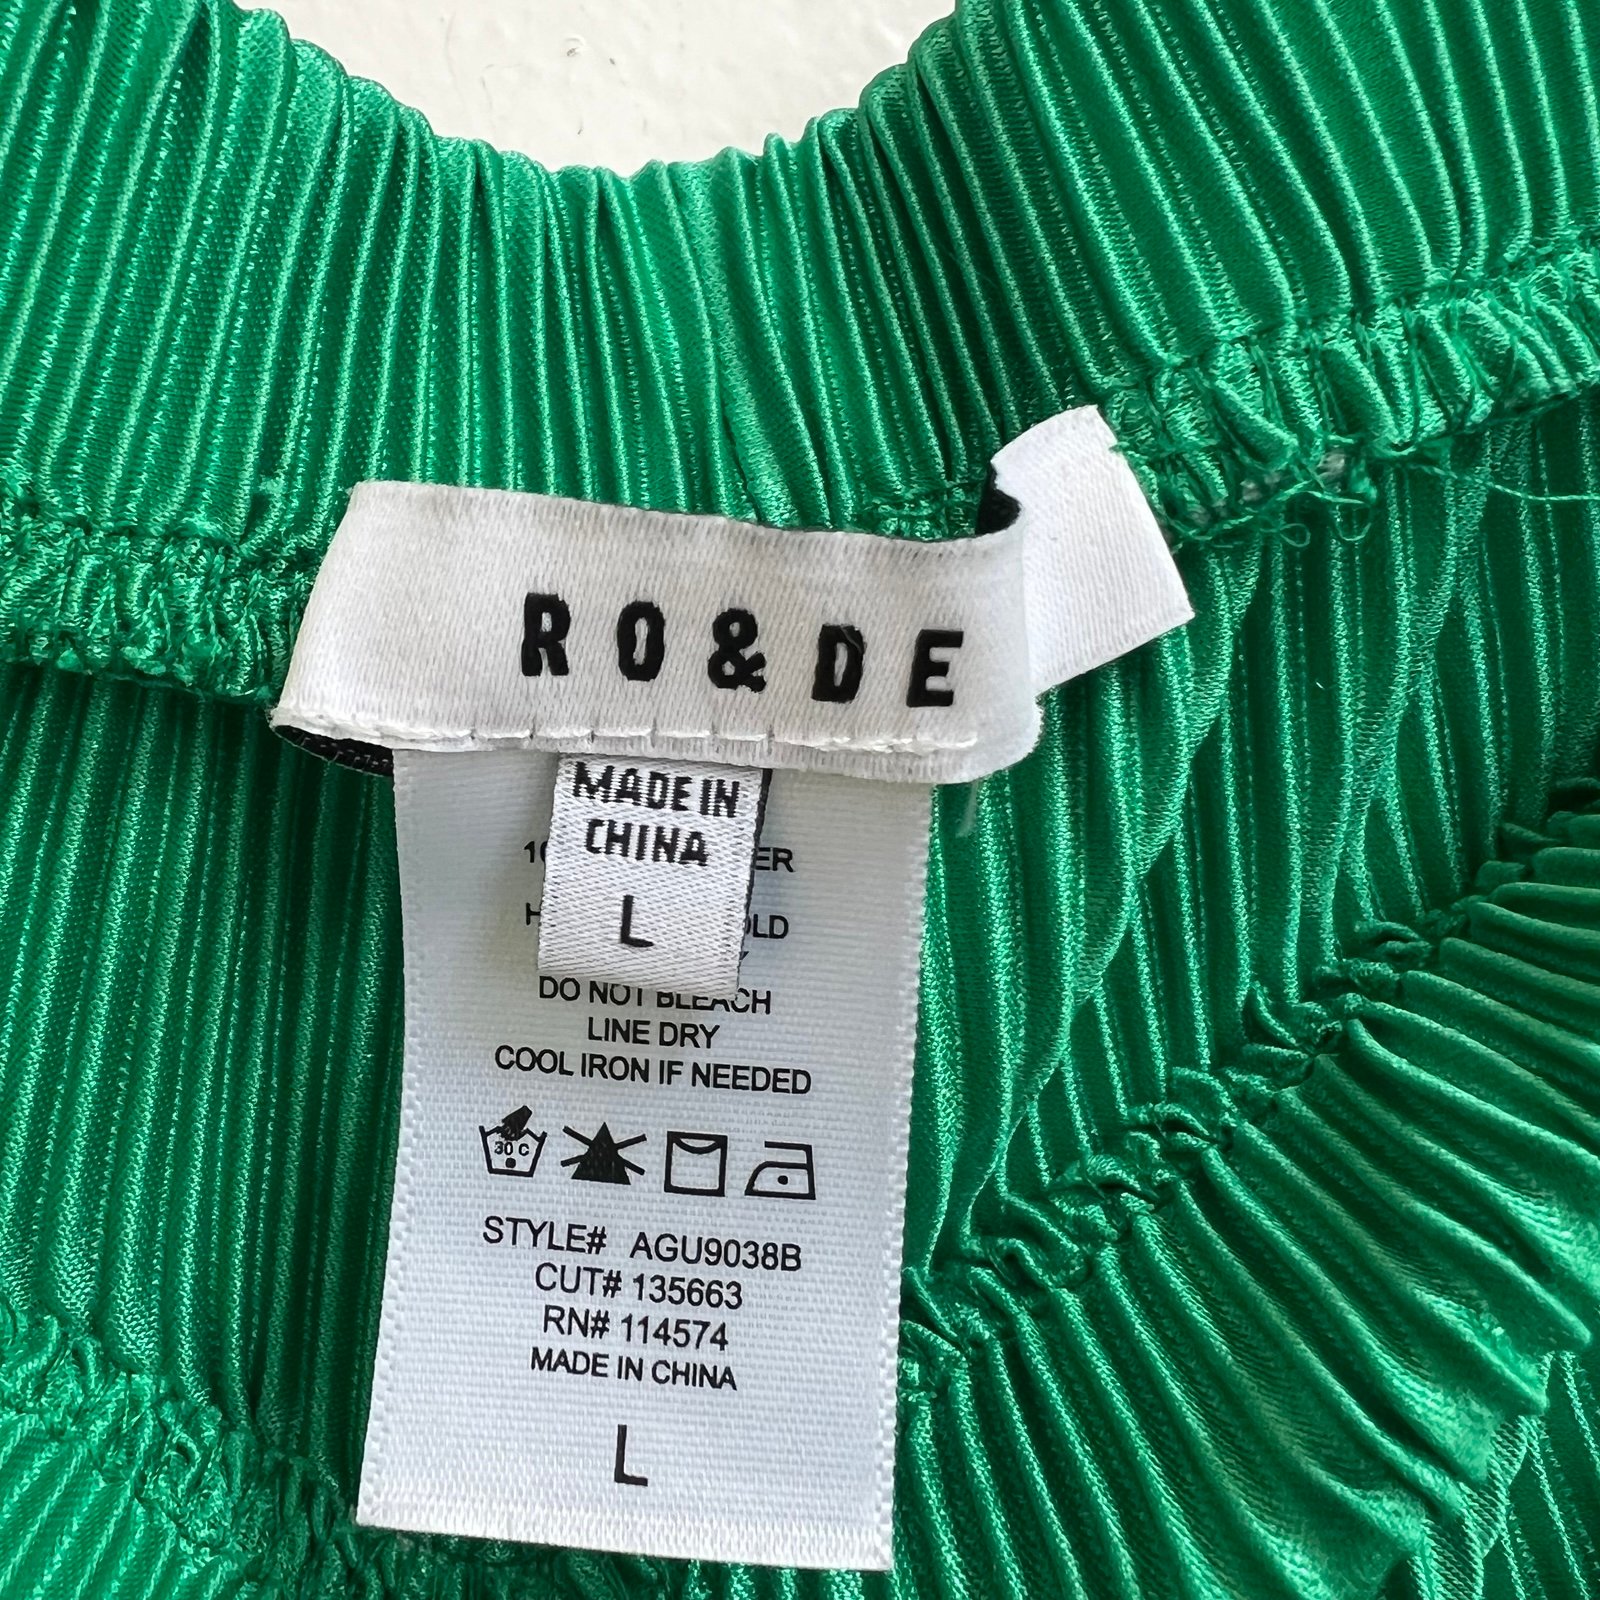 RO&DE
MADE IN
CHINA
L
DO NOT BLEACH
LINE DRY
COOL IRON IF NEEDED
30 C
STYLE# AGU9038B
CUT# 135663
RN# 114574
MADE IN CHINA
L